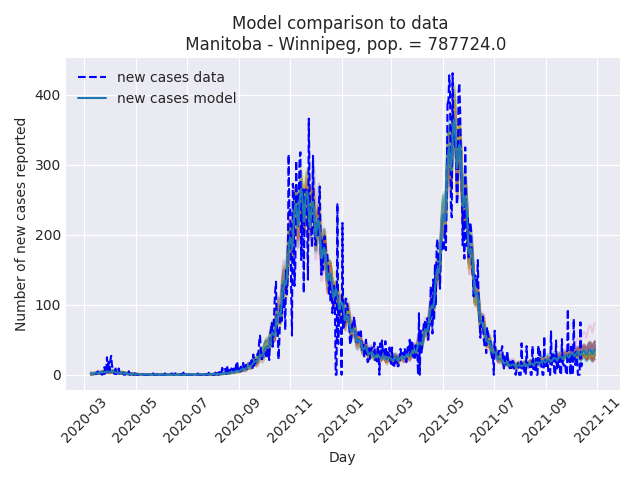 Model comparison to data
Manitoba - Winnipeg, pop. = 787724.0
new cases data
new cases model
Number of new cases reported
400
300
200
100
0
2020-03
2020-05
2020-07
2020-09
2020-11
2021-01
2021-03
2021-05
2021-07
2021-09
2021-11
Day